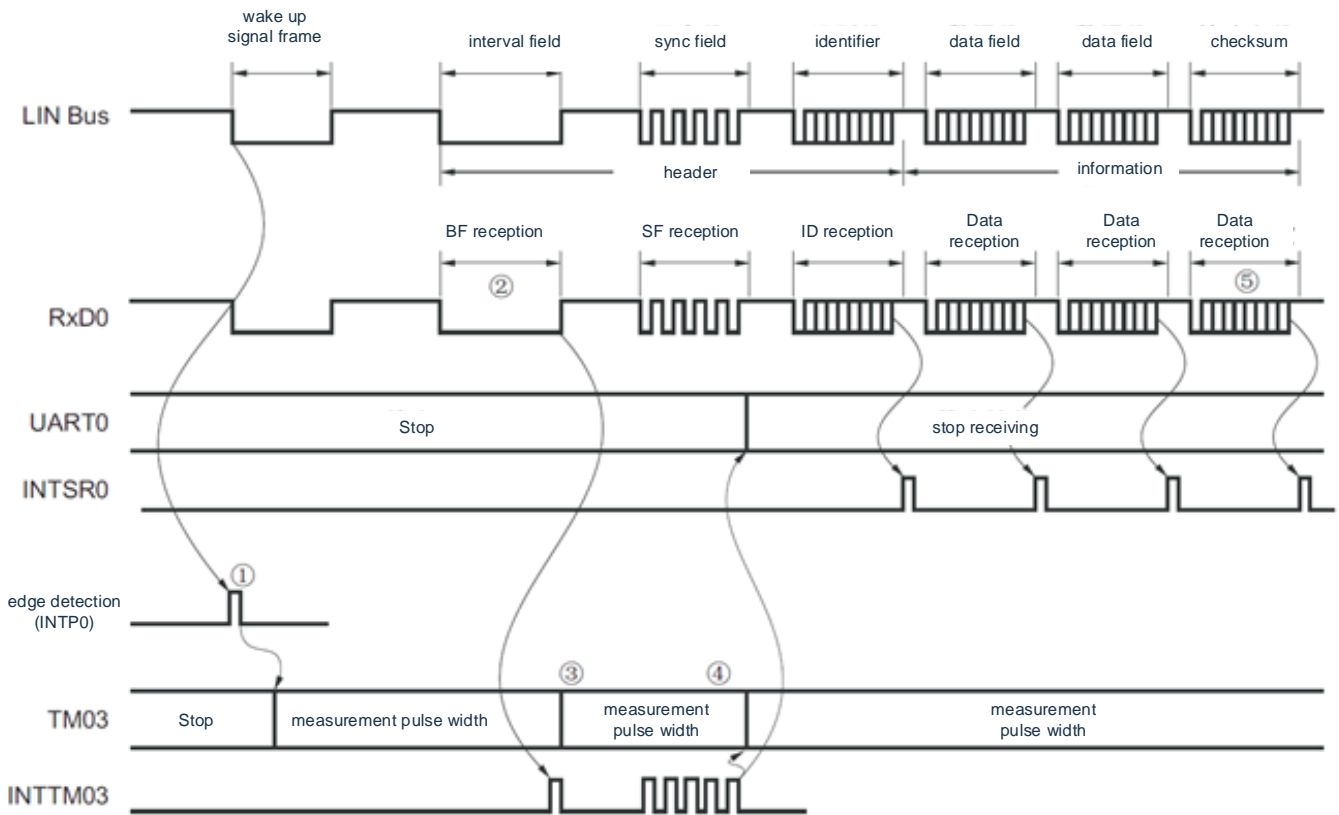 wake up
signal frame
interval field
sync field
identifier
data field
data field
checksum
LIN Bus
header
information
BF reception
SF reception
ID reception
Data
reception
Data
reception
Data
reception
②
⑤
RxD0
UART0
Stop
stop receiving
INTSR0
①
edge detection
(INTP0)
③
④
TM03
Stop
measurement pulse width
measurement
pulse width
measurement
pulse width
INTTM03